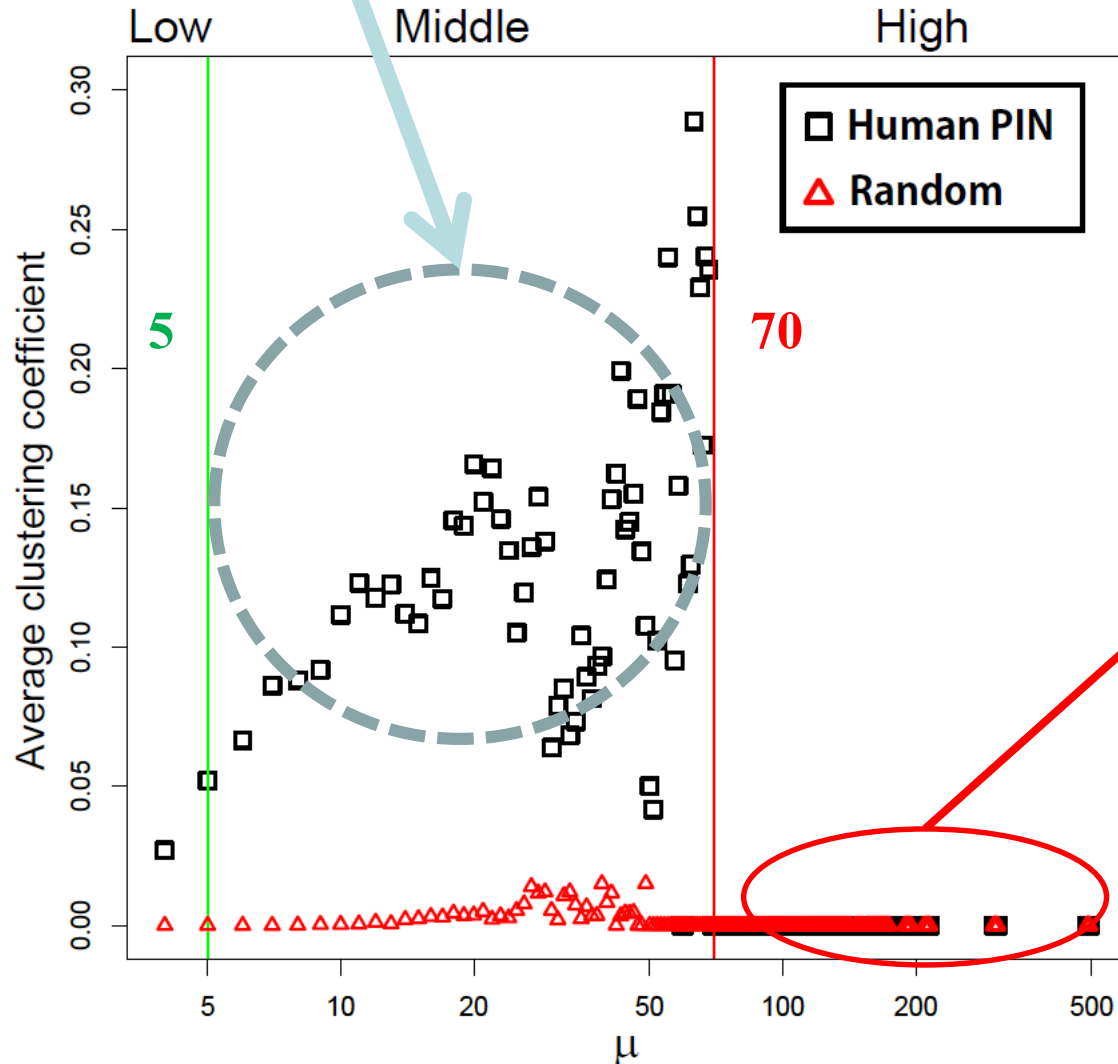 Low Middle High
Human PIN
Random
5
70
Average clustering coefficient
0.30
0.25
0.20
0.15
0.10
0.05
0.00
5 10 20 50 100 200 500
μ